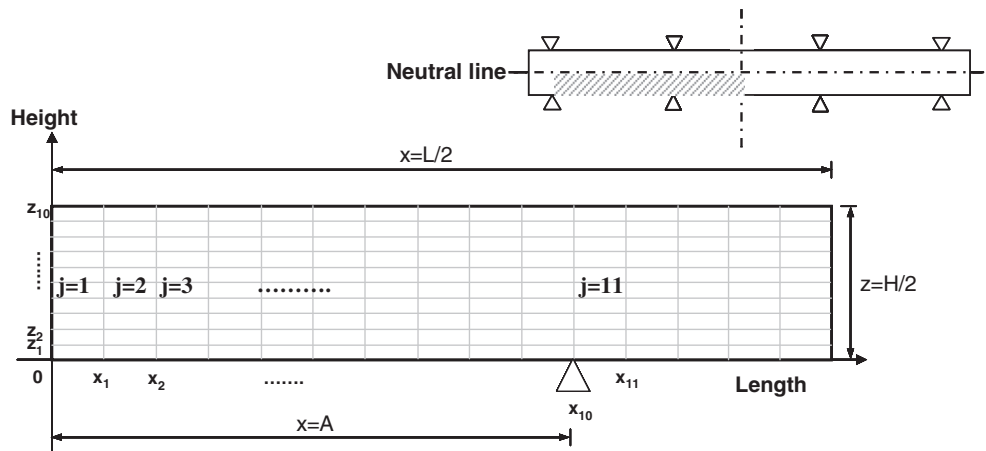 Neutral line
Height
x=L/2
z₁₀
.......
j=1 j=2 j=3 .......... j=11
z=H/2
z₂
z₁
0 x₁ x₂ ....... x₁₁ Length
x₁₀
x=A